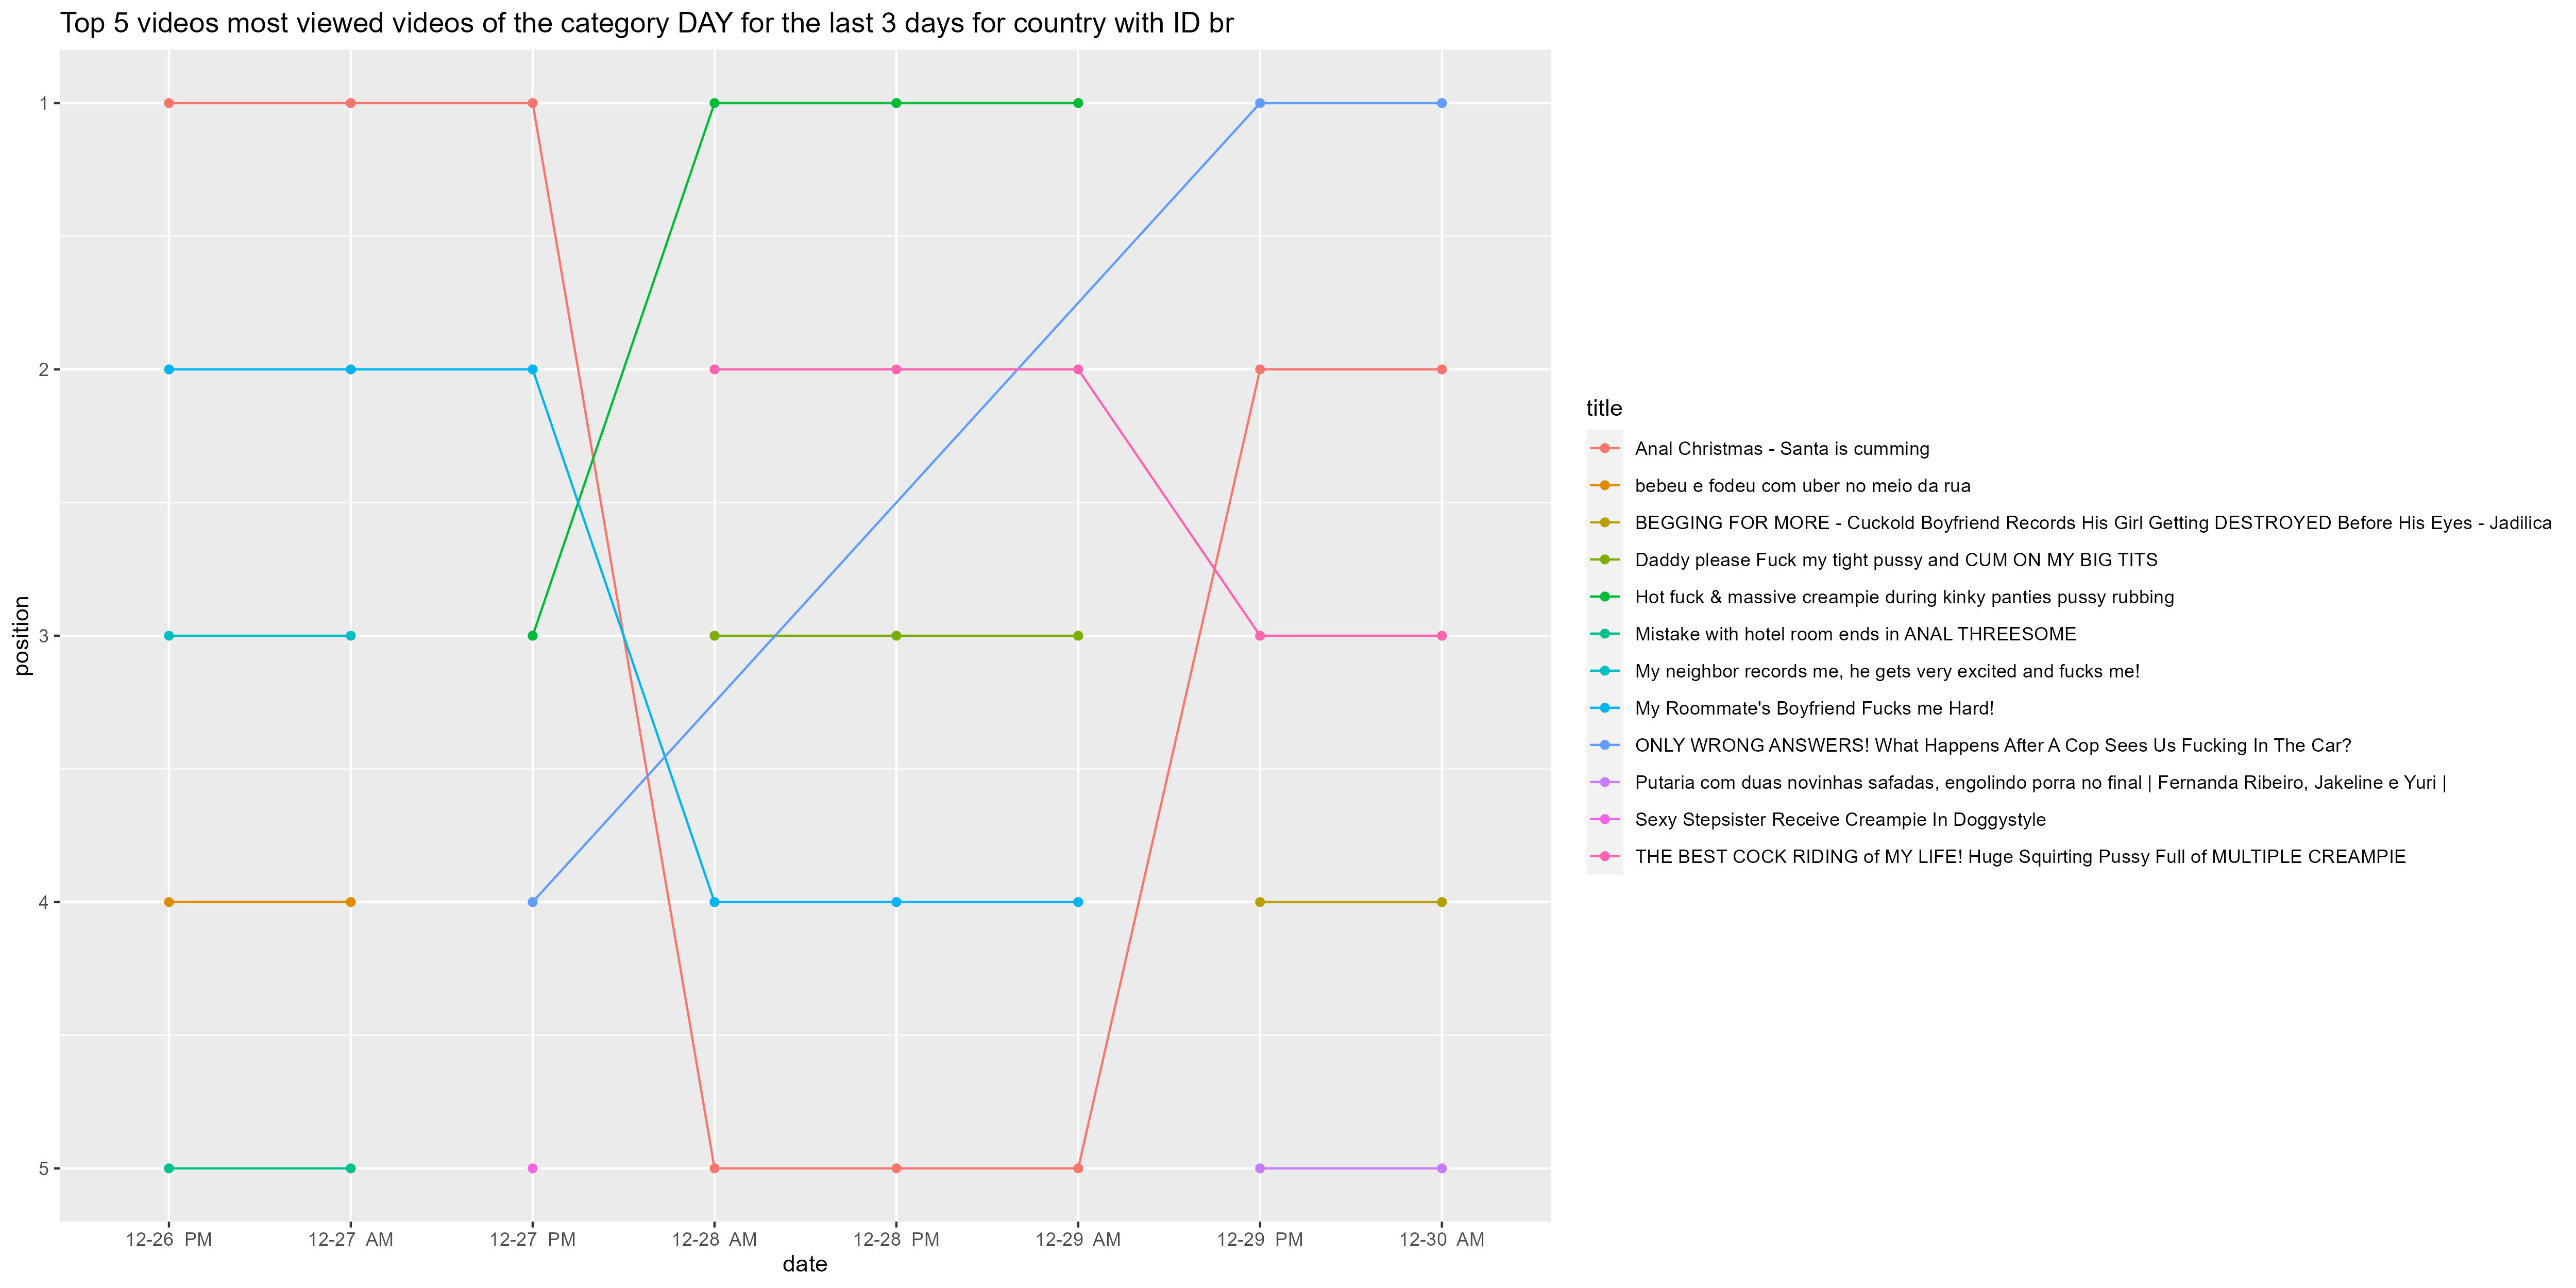 Top 5 videos most viewed videos of the category DAY for the last 3 days for country with ID br
1
2
3
4
5
position
12-26 PM
12-27 AM
12-27 PM
12-28 AM
12-28 PM
12-29 AM
12-29 PM
12-30 AM
date
title
Anal Christmas - Santa is cumming
bebeu e fodeu com uber no meio da rua
BEGGING FOR MORE - Cuckold Boyfriend Records His Girl Getting DESTROYED Before His Eyes - Jadilica
Daddy please Fuck my tight pussy and CUM ON MY BIG TITS
Hot fuck & massive creampie during kinky panties pussy rubbing
Mistake with hotel room ends in ANAL THREESOME
My neighbor records me, he gets very excited and fucks me!
My Roommate's Boyfriend Fucks me Hard!
ONLY WRONG ANSWERS! What Happens After A Cop Sees Us Fucking In The Car?
Putaria com duas novinhas safadas, engolindo porra no final | Fernanda Ribeiro, Jakeline e Yuri |
Sexy Stepsister Receive Creampie In Doggystyle
THE BEST COCK RIDING of MY LIFE! Huge Squirting Pussy Full of MULTIPLE CREAMPIE